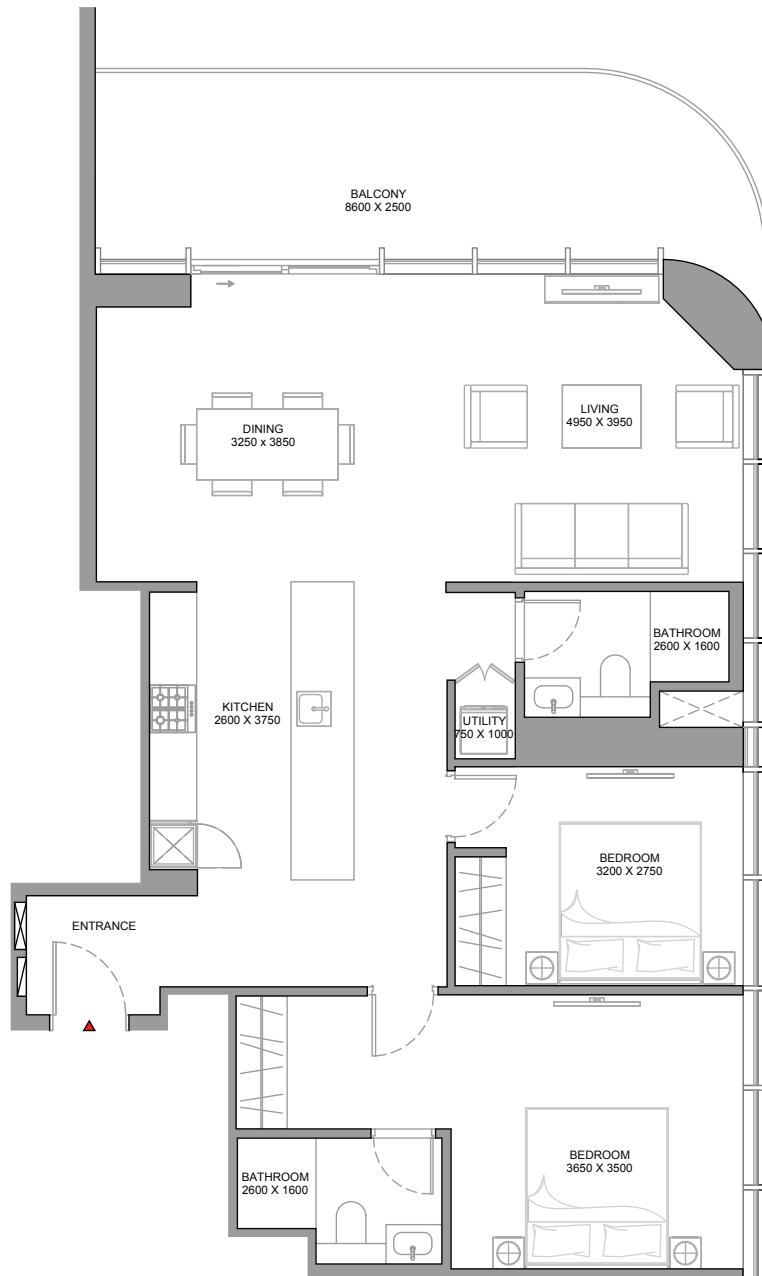 BALCONY
8600 X 2500
DINING
3250 x 3850
LIVING
4950 X 3950
BATHROOM
2600 X 1600
KITCHEN
2600 X 3750
UTILITY
750 X 1000
BEDROOM
3200 X 2750
ENTRANCE
BEDROOM
3650 X 3500
BATHROOM
2600 X 1600